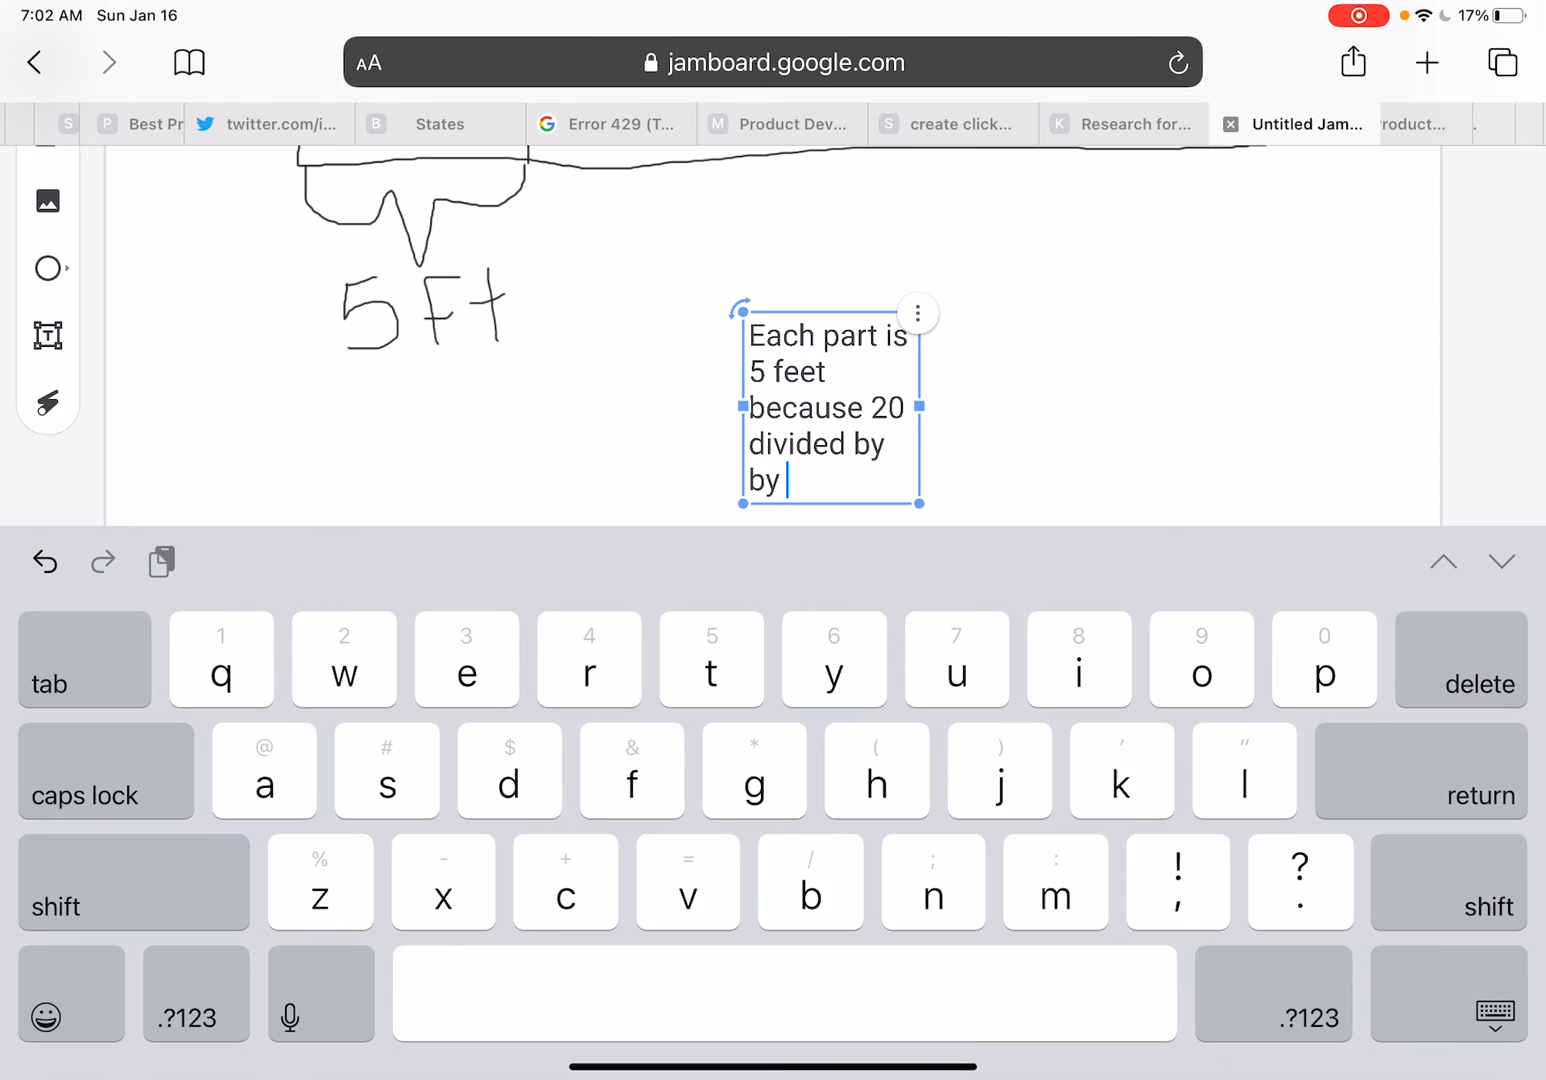 7:02 AM Sun Jan 16
17%
AA
jamboard.google.com
S
P Best Pr
twitter.com/i...
B States
G Error 429 (T...
M Product Dev...
S create click...
K Research for...
Untitled Jam...
roduct...
.
T
5 Ft
Each part is
5 feet
because 20
divided by
by
1 2 3 4 5 6 7 8 9 0
tab q w e r t y u i o p delete
@ # $ & * ( ) ' "
caps lock a s d f g h j k l return
% - + = / ; : ! ?
shift z x c v b n m , . shift
.?123 .?123